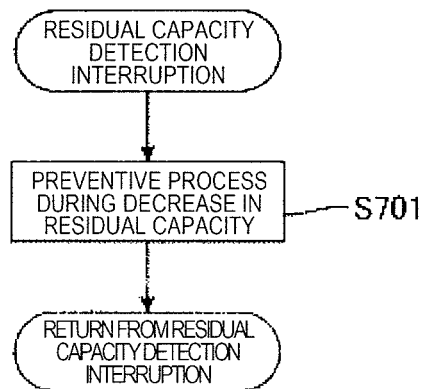 RESIDUAL CAPACITY
DETECTION
INTERRUPTION
PREVENTIVE PROCESS
DURING DECREASE IN
RESIDUAL CAPACITY
S701
RETURN FROM RESIDUAL
CAPACITY DETECTION
INTERRUPTION